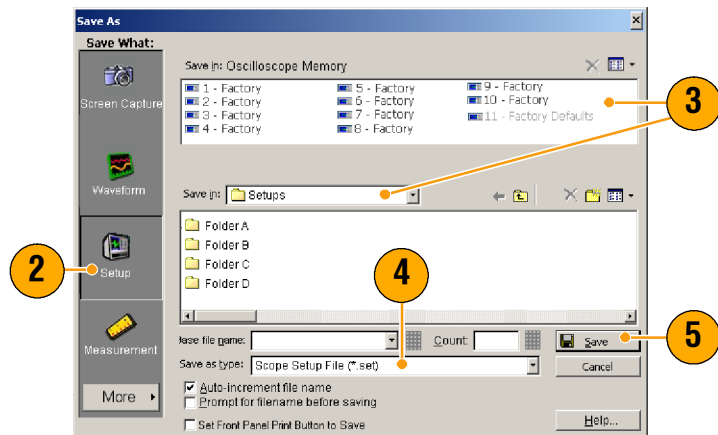 Save As
Save What:
Screen Capture
Waveform
Setup
Measurement
More
Save in: Oscilloscope Memory
1 - Factory
2 - Factory
3 - Factory
4 - Factory
5 - Factory
6 - Factory
7 - Factory
8 - Factory
9 - Factory
10 - Factory
11 - Factory Defaults
3
Save in: Setups
Folder A
Folder B
Folder C
Folder D
2
4
5
Base file name:
Count:
Save
Save as type: Scope Setup File (*.set)
Cancel
Auto-increment file name
Prompt for filename before saving
Set Front Panel Print Button to Save
Help...